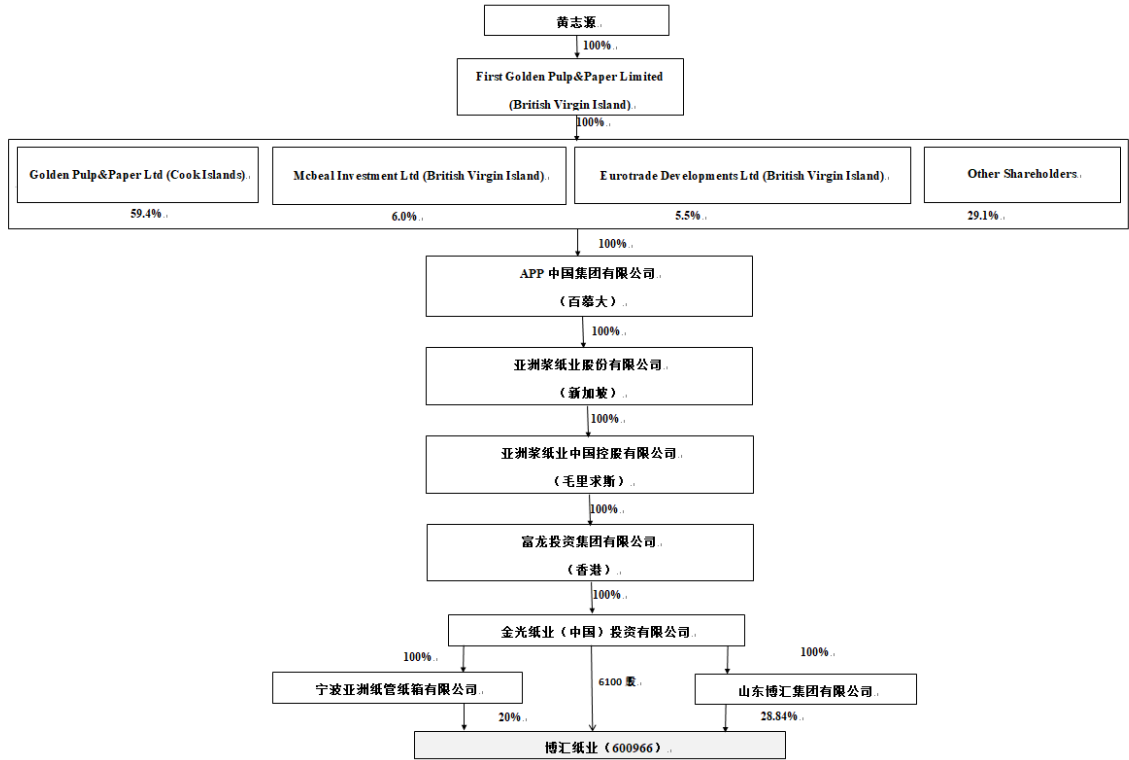 黄志源
100%
First Golden Pulp&Paper Limited
(British Virgin Island)
100%
Golden Pulp&Paper Ltd (Cook Islands)
Mcbeal Investment Ltd (British Virgin Island)
Eurotrade Developments Ltd (British Virgin Island)
Other Shareholders
59.4%
6.0%
5.5%
29.1%
100%
APP 中国集团有限公司
（百慕大）
100%
亚洲浆纸业股份有限公司
（新加坡）
100%
亚洲浆纸业中国控股有限公司
（毛里求斯）
100%
富龙投资集团有限公司
（香港）
100%
金光纸业（中国）投资有限公司
100%
6100 股
100%
宁波亚洲纸管纸箱有限公司
山东博汇集团有限公司
20%
28.84%
博汇纸业（600966）